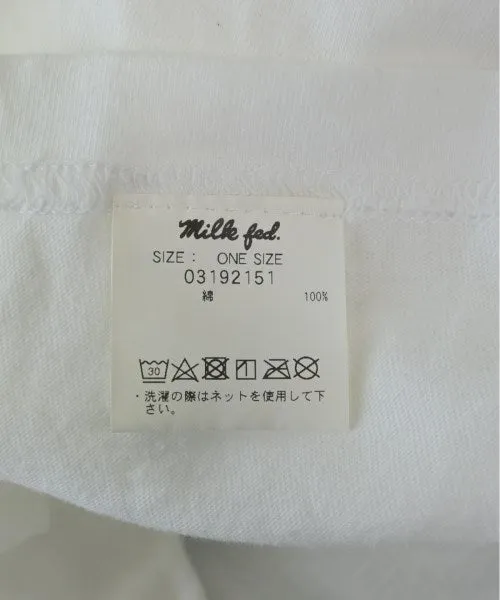 Milk fed.
SIZE : ONE SIZE
03192151
綿 100%
30
・洗濯の際はネットを使用して下
さい。